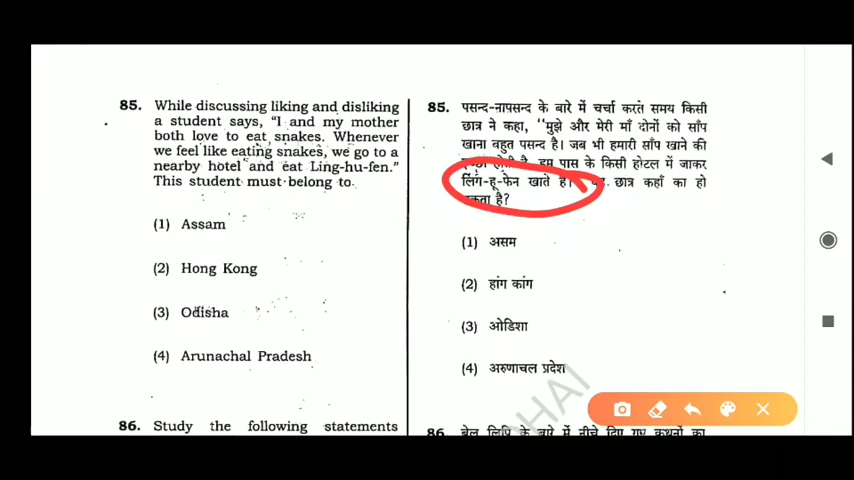 85. While discussing liking and disliking
a student says, "I and my mother
both love to eat snakes. Whenever
we feel like eating snakes, we go to a
nearby hotel and eat Ling-hu-fen."
This student must belong to
(1) Assam
(2) Hong Kong
(3) Odisha
(4) Arunachal Pradesh
86. Study the following statements
85. पसन्द-नापसन्द के बारे में चर्चा करते समय किसी
छात्र ने कहा, "मुझे और मेरी माँ दोनों को साँप
खाना बहुत पसन्द है। जब भी हमारी साँप खाने की
होती है, हम पास के किसी होटल में जाकर
लिंग-हू-फेन खाते हैं। छात्र कहाँ का हो
सकता है?
(1) असम
(2) हांग कांग
(3) ओडिशा
(4) अरुणाचल प्रदेश
86. ब्रेल लिपि के बारे में नीचे दिए गए कथनों का